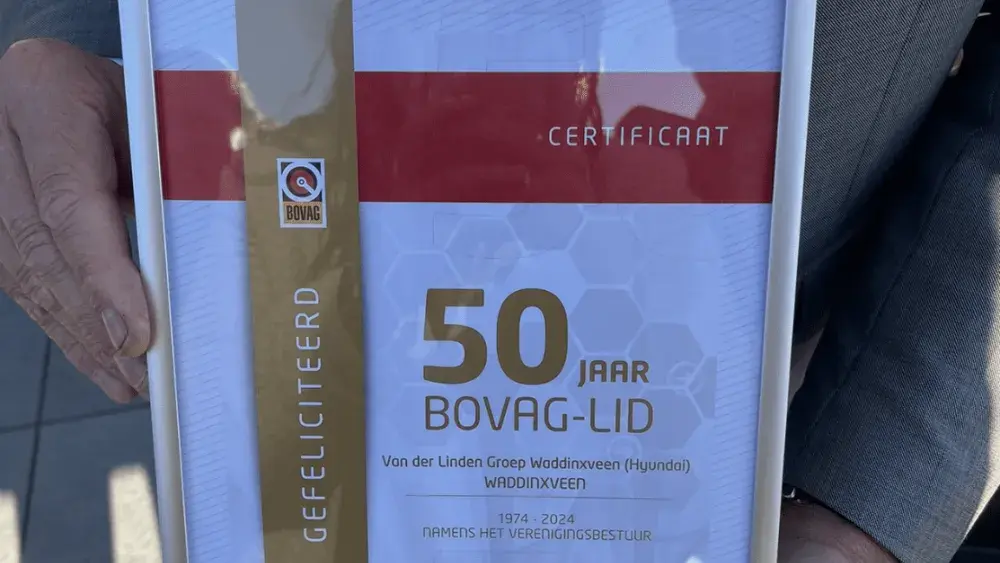 CERTIFICAAT
BOVAG
GEFELICITEERD
50 JAAR
BOVAG-LID
Van der Linden Groep Waddinxveen (Hyundai)
WADDINXVEEN
1974 - 2024
NAMENS HET VERENIGINGSBESTUUR